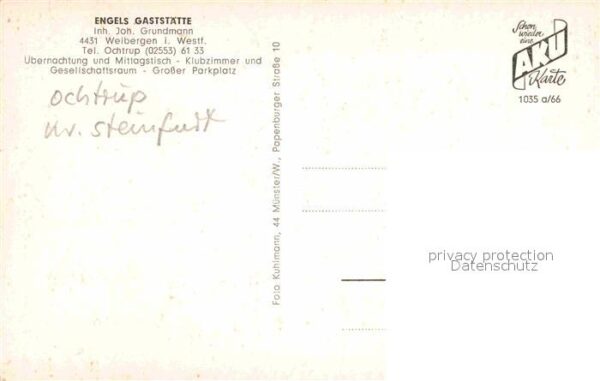 ENGELS GASTSTÄTTE
Inh. Joh. Grundmann
4431 Welbergen i. Westf.
Tel. Ochtrup (02553) 61 33
Übernachtung und Mittagstisch - Klubzimmer und
Gesellschaftsraum - Großer Parkplatz
Ochtrup
Kr. Steinfurt
Foto Kuhlmann, 44 Münster/W., Papenburger Straße 10
Schon
wieder
eine
AKU
Karte
1035 a/66
privacy protection
Datenschutz